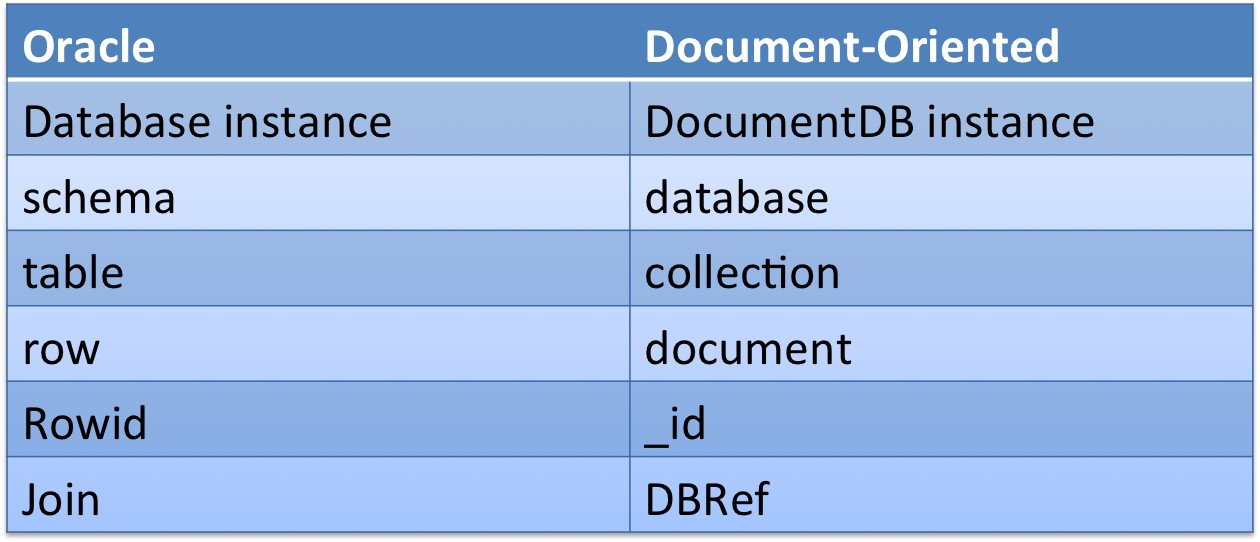 Oracle Document-Oriented
Database instance DocumentDB instance
schema database
table collection
row document
Rowid _id
Join DBRef